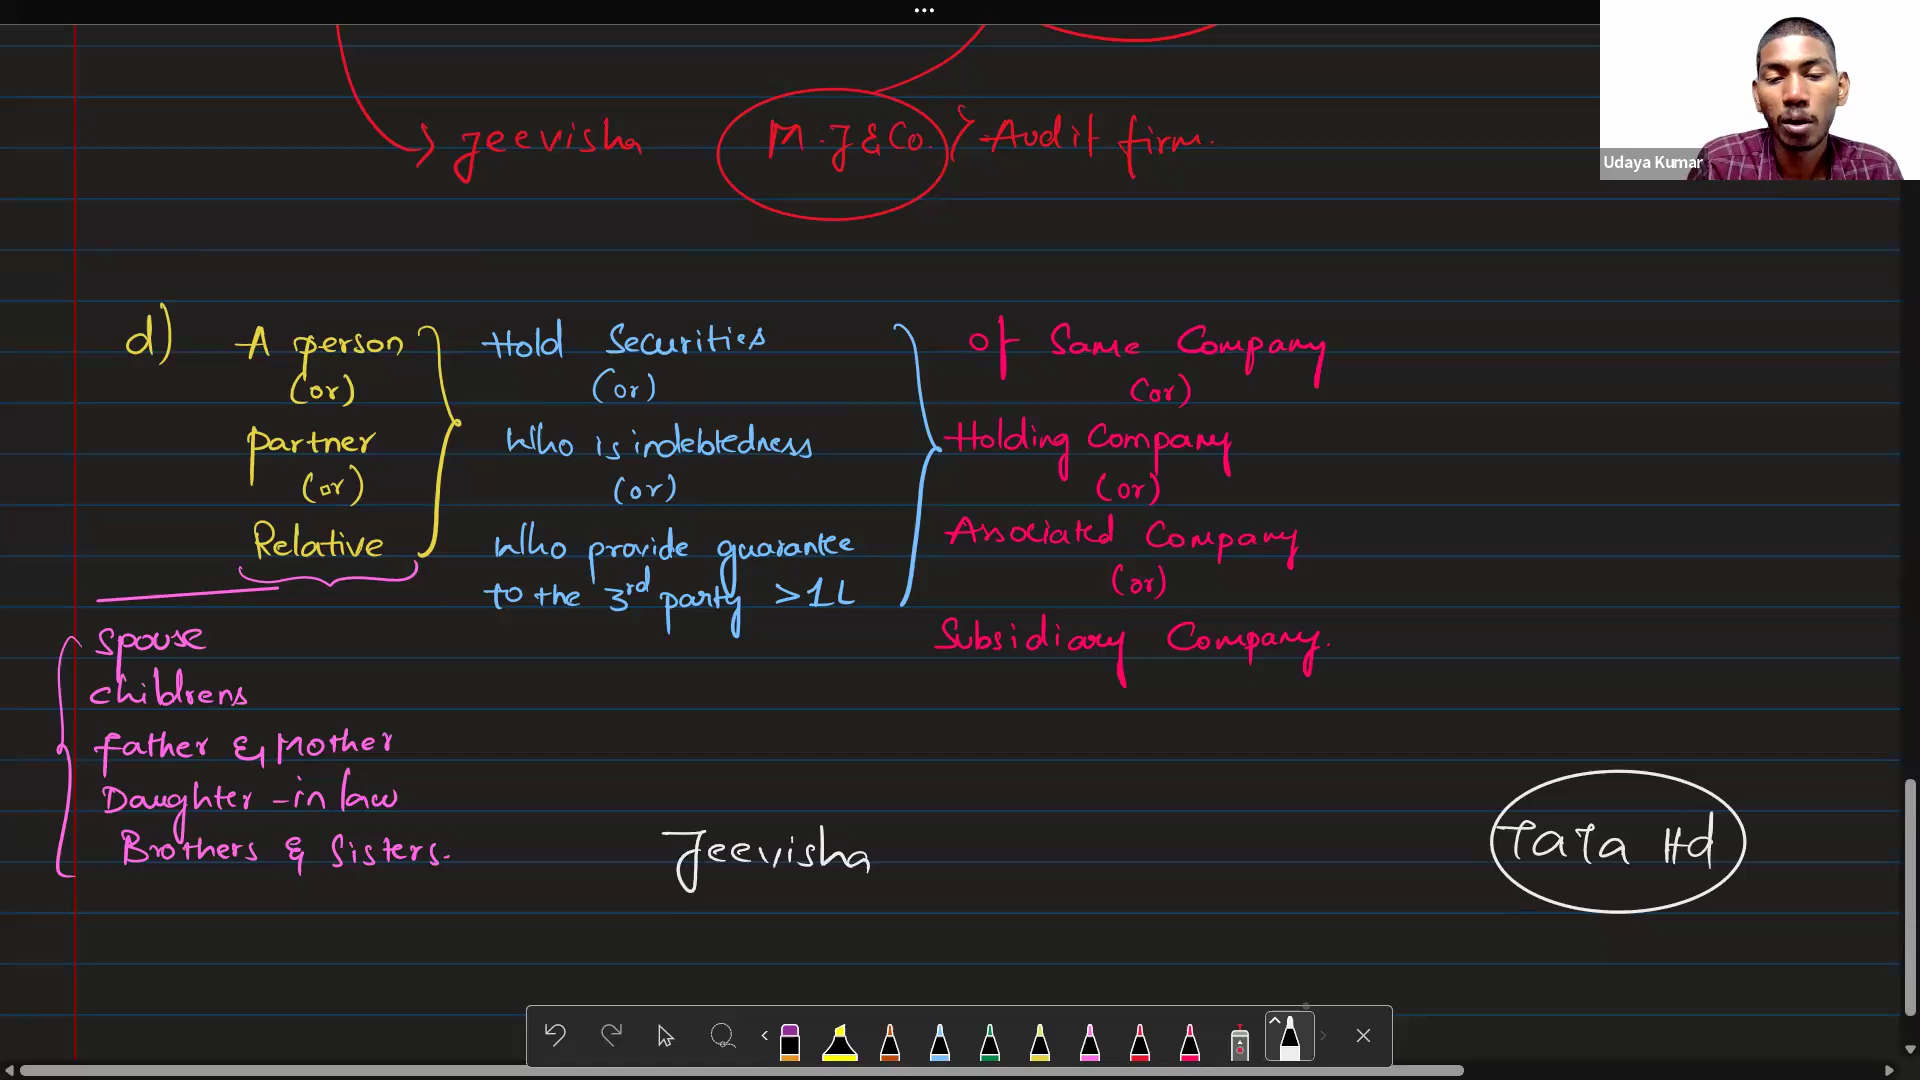 ...
Udaya Kumar
Jeevisha M.J & Co. Audit firm.
d) A person Hold Securities of Same Company
(or) (or) (or)
partner Who is indebtedness Holding Company
(or) (or) (or)
Relative Who provide guarantee Associated Company
to the 3rd party >1L (or)
Spouse Subsidiary Company.
childrens
Father & Mother
Daughter-in law
Brothers & Sisters.
Jeevisha TaTa ltd